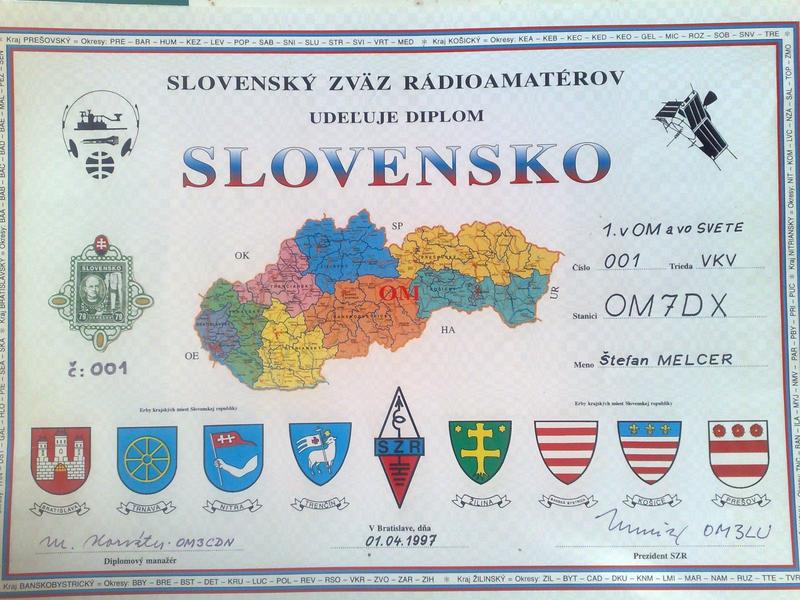 Kraj PREŠOVSKÝ = Okresy: PRE – BAR – HUM – KEZ – LEV – POP – SAB – SNI – SLU – STR – SVI – VRT – MED * Kraj KOŠICKÝ = Okresy: KEA – KEB – KEC – KED – KEO – GEL – MIC – ROZ – SOB – SNV – TRE
SLOVENSKÝ ZVÄZ RÁDIOAMATÉROV
UDEĽUJE DIPLOM
SLOVENSKO
1. v OM a vo SVETE
Číslo 001 Trieda VKV
Stanici OM7DX
Meno Štefan MELCER
SLOVENSKO
79 79
č: 001
OK
SP
OM
UR
HA
OE
Erby krajských miest Slovenskej republiky
Erby krajských miest Slovenskej republiky
SZR
BRATISLAVA
TRNAVA
NITRA
TRENČÍN
ŽILINA
BANSKÁ BYSTRICA
KOŠICE
PREŠOV
M. Horváth - OM3CDN
Diplomový manažér
V Bratislave, dňa
01.04.1997
OM3LU
Prezident SZR
Kraj BANSKOBYSTRICKÝ = Okresy: BBY – BRE – BST – DET – KRU – LUC – POL – REV – RSO – VKR – ZVO – ZAR – ZIH * Kraj ŽILINSKÝ = Okresy: ZIL – BYT – CAD – DKU – KNM – LMI – MAR – NAM – RUZ – TTE – TVR